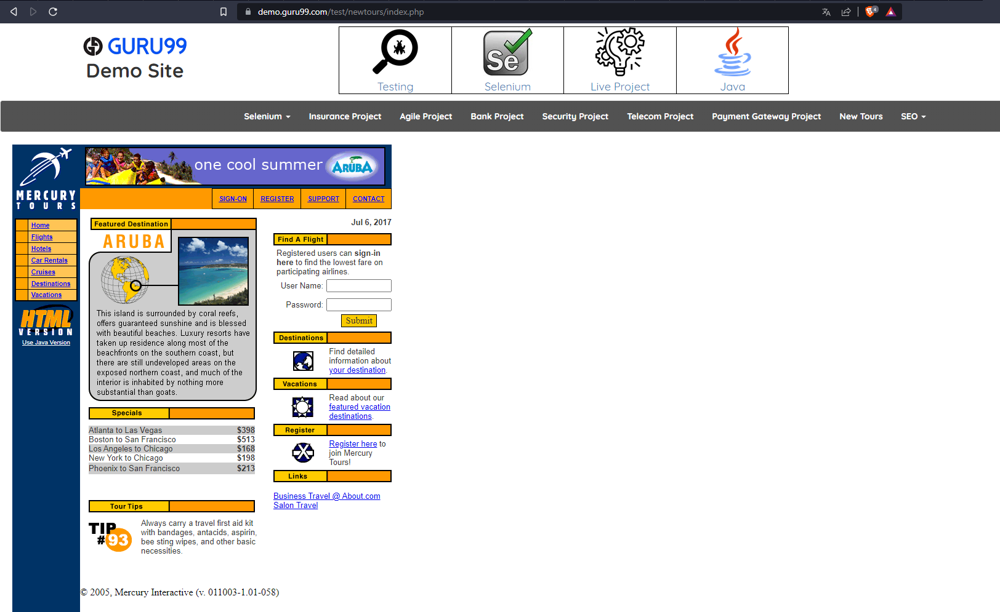 demo.guru99.com/test/newtours/index.php
4
GURU99
Demo Site
Testing
Se
Selenium
Live Project
Java
Selenium
Insurance Project
Agile Project
Bank Project
Security Project
Telecom Project
Payment Gateway Project
New Tours
SEO
MERCURY
TOURS
one cool summer
ARUBA
SIGN-ON
REGISTER
SUPPORT
CONTACT
Home
Flights
Hotels
Car Rentals
Cruises
Destinations
Vacations
HTML
VERSION
Use Java Version
Featured Destination
ARUBA
This island is surrounded by coral reefs,
offers guaranteed sunshine and is blessed
with beautiful beaches. Luxury resorts have
taken up residence along most of the
beachfronts on the southern coast, but
there are still undeveloped areas on the
exposed northern coast, and much of the
interior is inhabited by nothing more
substantial than goats.
Specials
Atlanta to Las Vegas $398
Boston to San Francisco $513
Los Angeles to Chicago $168
New York to Chicago $198
Phoenix to San Francisco $213
Tour Tips
TIP
#93
Always carry a travel first aid kit
with bandages, antacids, aspirin,
bee sting wipes, and other basic
necessities.
Jul 6, 2017
Find A Flight
Registered users can sign-in
here to find the lowest fare on
participating airlines.
User Name:
Password:
Submit
Destinations
Find detailed
information about
your destination.
Vacations
Read about our
featured vacation
destinations.
Register
Register here to
join Mercury
Tours!
Links
Business Travel @ About.com
Salon Travel
© 2005, Mercury Interactive (v. 011003-1.01-058)